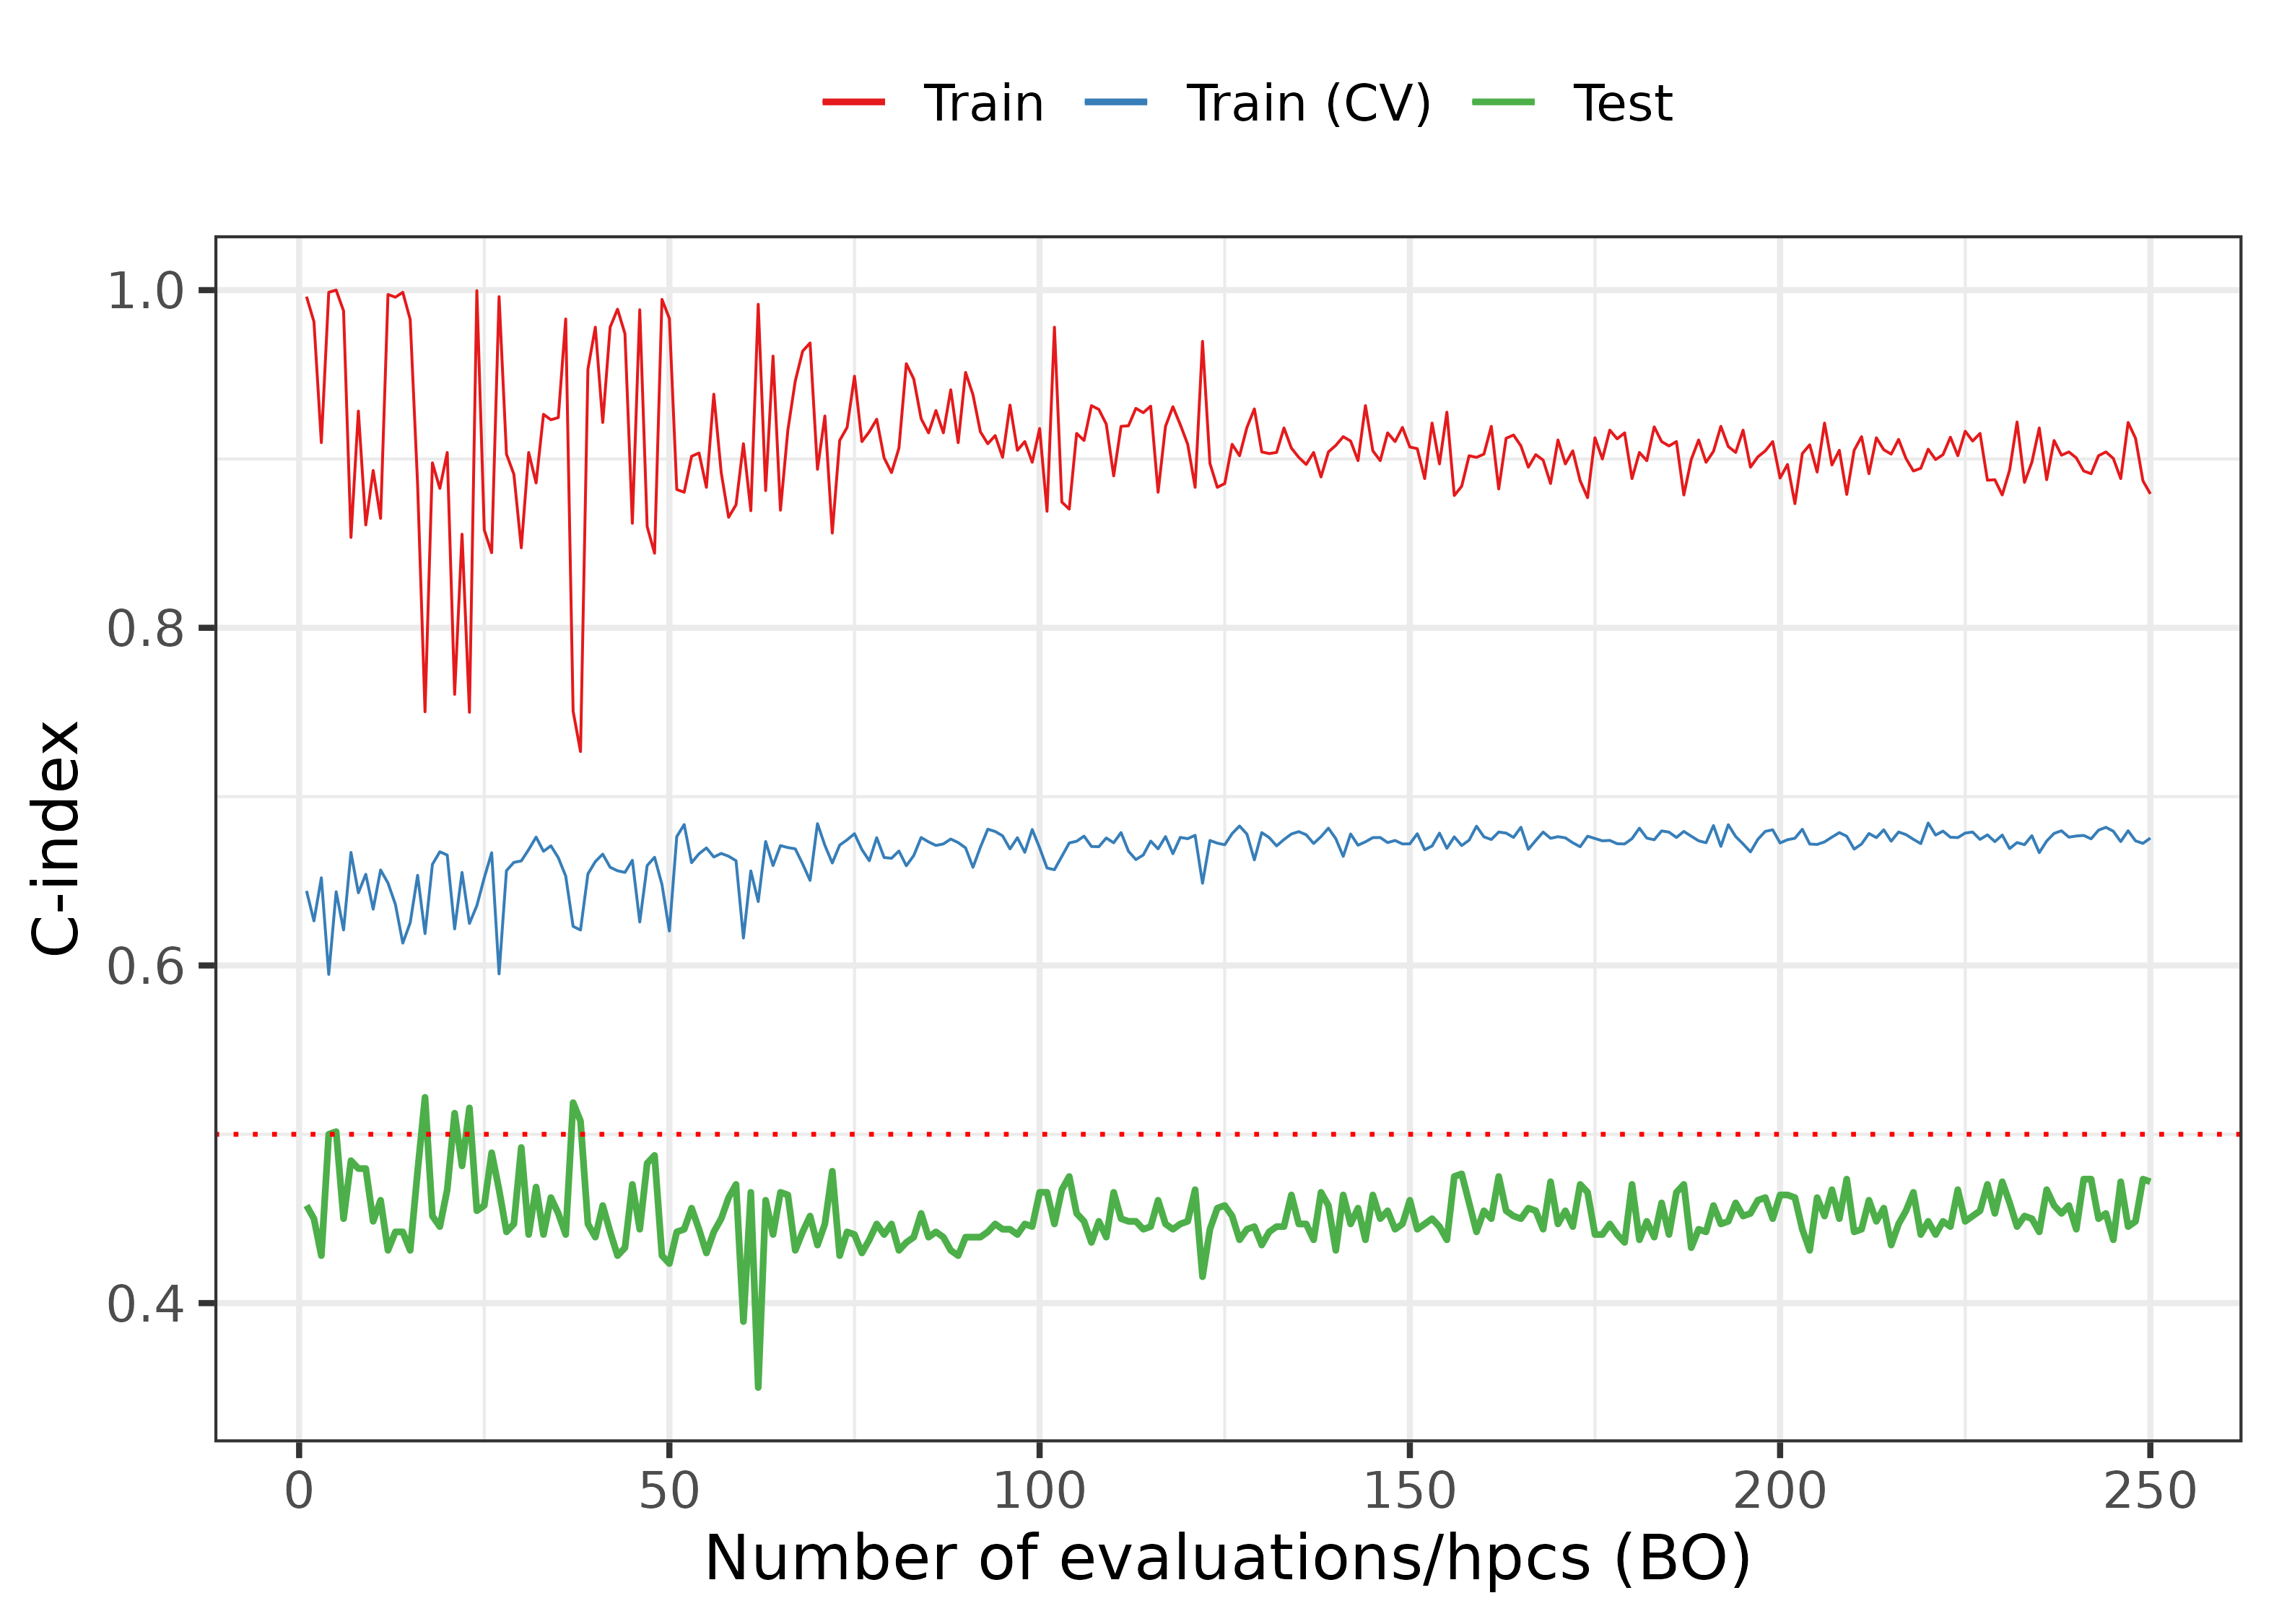 Train Train (CV) Test
1.0
0.8
0.6
0.4
C-index
0 50 100 150 200 250
Number of evaluations/hpcs (BO)